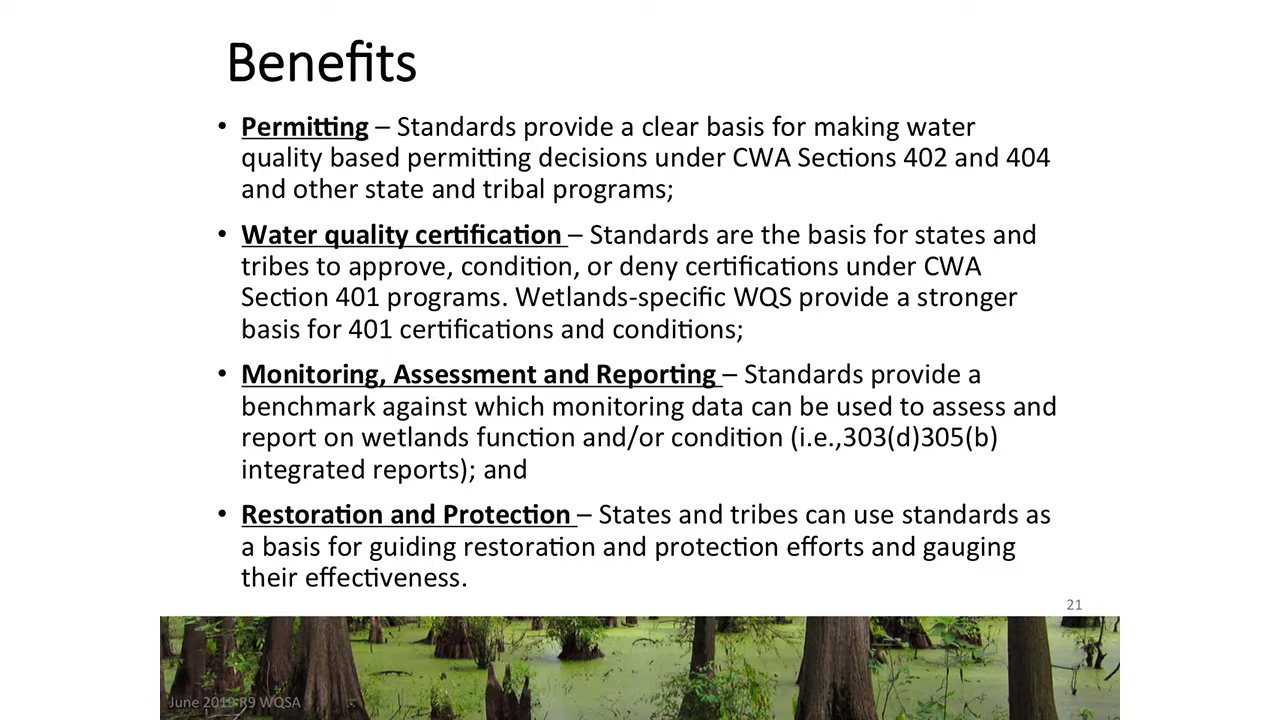 Benefits
• Permitting – Standards provide a clear basis for making water
quality based permitting decisions under CWA Sections 402 and 404
and other state and tribal programs;
• Water quality certification – Standards are the basis for states and
tribes to approve, condition, or deny certifications under CWA
Section 401 programs. Wetlands-specific WQS provide a stronger
basis for 401 certifications and conditions;
• Monitoring, Assessment and Reporting – Standards provide a
benchmark against which monitoring data can be used to assess and
report on wetlands function and/or condition (i.e.,303(d)305(b)
integrated reports); and
• Restoration and Protection – States and tribes can use standards as
a basis for guiding restoration and protection efforts and gauging
their effectiveness.
21
June 2019 R9 WQSA